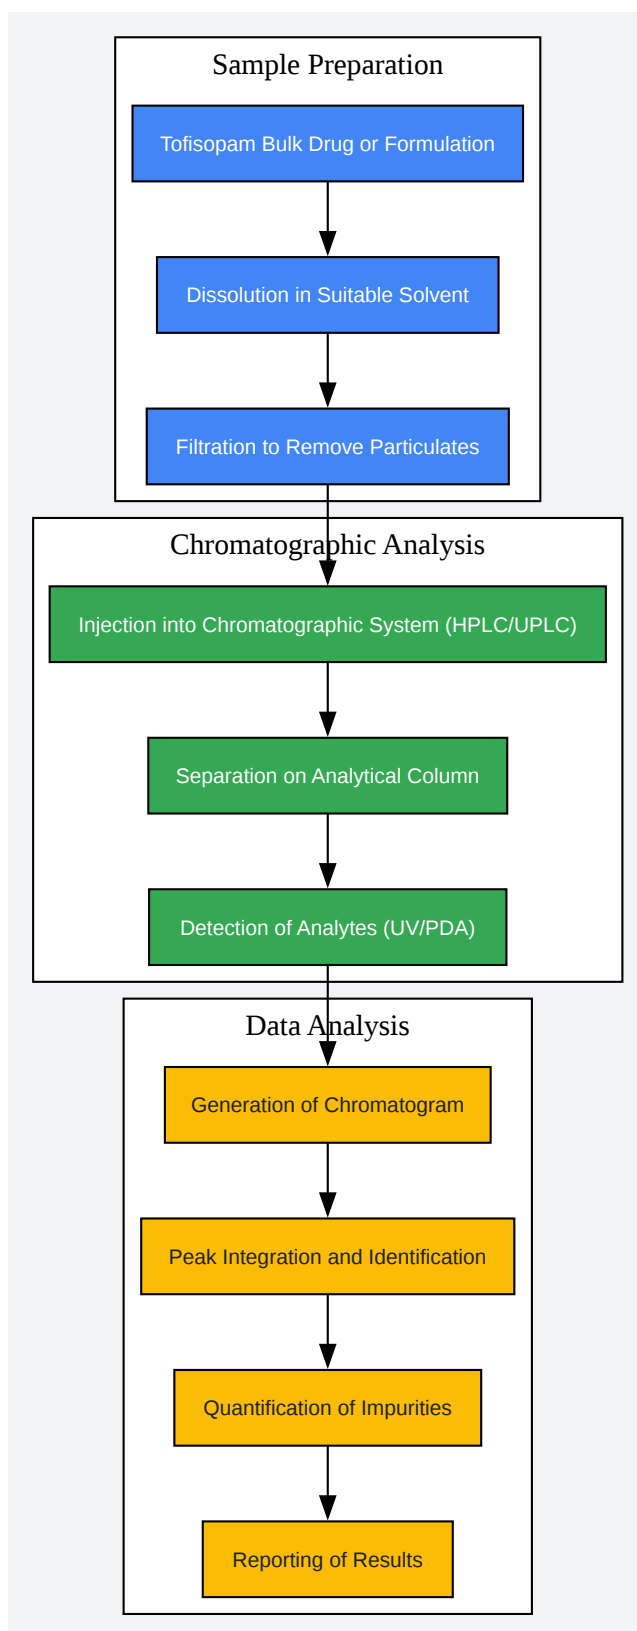 Sample Preparation
Tofisopam Bulk Drug or Formulation
Dissolution in Suitable Solvent
Filtration to Remove Particulates
Chromatographic Analysis
Injection into Chromatographic System (HPLC/UPLC)
Separation on Analytical Column
Detection of Analytes (UV/PDA)
Data Analysis
Generation of Chromatogram
Peak Integration and Identification
Quantification of Impurities
Reporting of Results